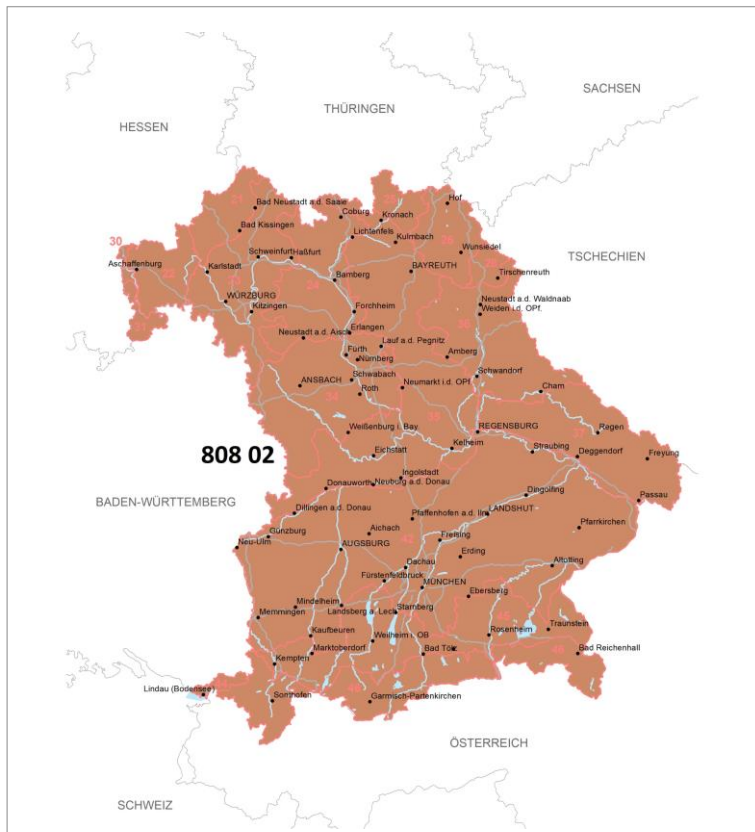 SACHSEN
THÜRINGEN
HESSEN
Hof
21
Bad Neustadt a.d. Saale
Coburg
Kronach
Bad Kissingen
Lichtenfels
Kulmbach
30
Wunsiedel
Schweinfurt
Haßfurt
TSCHECHIEN
Aschaffenburg
Karlstadt
BAYREUTH
Tirschenreuth
Bamberg
WÜRZBURG
Neustadt a.d. Waldnaab
Kitzingen
Forchheim
Weiden i.d. OPf.
Erlangen
Neustadt a.d. Aisch
Lauf a.d. Pegnitz
Fürth
Nürnberg
Amberg
Schwabach
Schwandorf
ANSBACH
Roth
Neumarkt i.d. OPf
Cham
35
Weißenburg i. Bay
REGENSBURG
37
Regen
808 02
Eichstätt
Kelheim
Straubing
Deggendorf
Freyung
Ingolstadt
Donauwörth
Neuburg a.d. Donau
Dingolfing
BADEN-WÜRTTEMBERG
Passau
Dillingen a.d. Donau
Pfaffenhofen a.d. Ilm
LANDSHUT
Pfarrkirchen
Aichach
Günzburg
42
Freising
Neu-Ulm
AUGSBURG
Erding
Dachau
Altötting
Fürstenfeldbruck
MÜNCHEN
Ebersberg
Mindelheim
Landsberg a. Lech
Starnberg
Memmingen
Traunstein
Kaufbeuren
Weilheim i. OB
Rosenheim
Marktoberdorf
Bad Tölz
Bad Reichenhall
Kempten
Lindau (Bodensee)
Sonthofen
Garmisch-Partenkirchen
ÖSTERREICH
SCHWEIZ